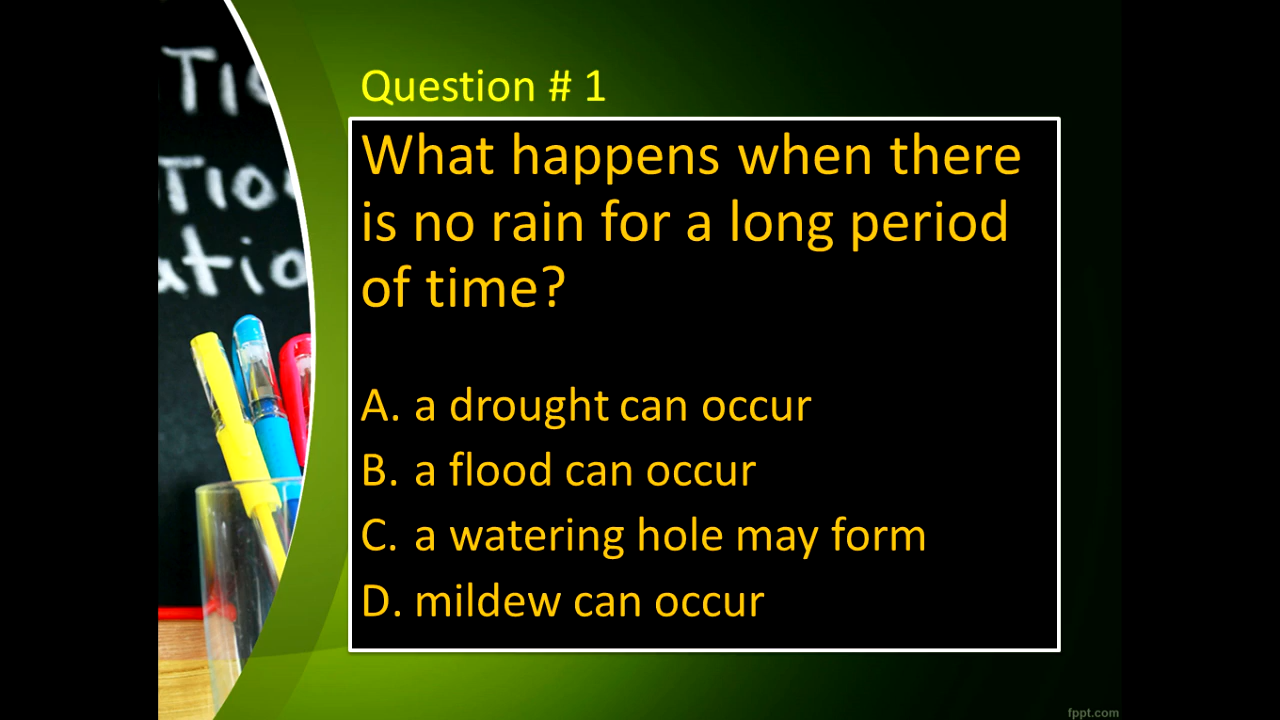 Question # 1
What happens when there
is no rain for a long period
of time?
A. a drought can occur
B. a flood can occur
C. a watering hole may form
D. mildew can occur
fppt.com